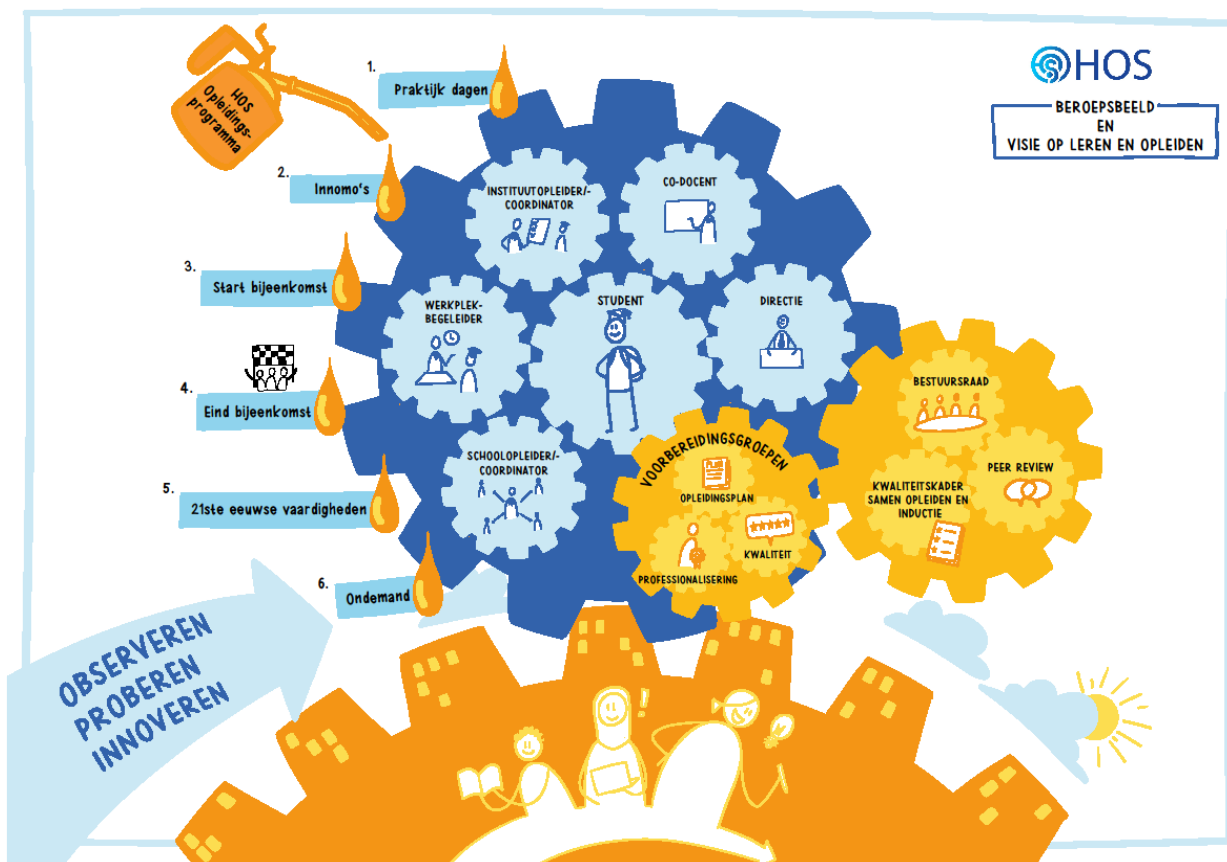 HOS
Opleidings-
programma
1.
Praktijk dagen
2.
Innomo's
3.
Start bijeenkomst
4.
Eind bijeenkomst
5.
21ste eeuwse vaardigheden
6.
Ondemand
HOS
BEROEPSBEELD
EN
VISIE OP LEREN EN OPLEIDEN
INSTITUUTOPLEIDER/-
COORDINATOR
CO-DOCENT
WERKPLEK-
BEGELEIDER
STUDENT
DIRECTIE
SCHOOLOPLEIDER/-
COORDINATOR
VOORBEREIDINGSGROEPEN
PLAN
OPLEIDINGSPLAN
KWALITEIT
PROFESSIONALISERING
BESTUURSRAAD
PEER REVIEW
KWALITEITSKADER
SAMEN OPLEIDEN EN
INDUCTIE
OBSERVEREN
PROBEREN
INNOVEREN
!